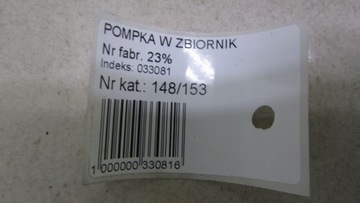 POMPKA W ZBIORNIK
Nr fabr. 23%
Indeks: 033081
Nr kat.: 148/153
1 000000 330816